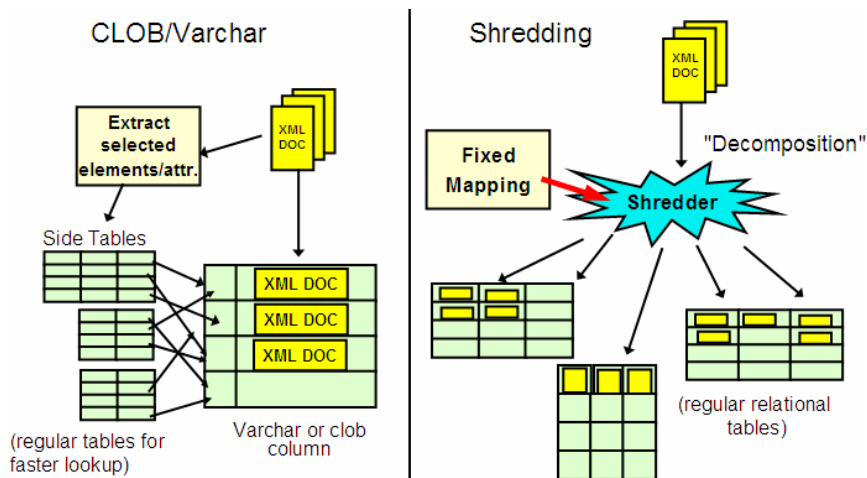 CLOB/Varchar
XML
DOC
Extract
selected
elements/attr.
Side Tables
XML DOC
XML DOC
XML DOC
(regular tables for
faster lookup)
Varchar or clob
column
Shredding
XML
DOC
"Decomposition"
Fixed
Mapping
Shredder
(regular relational
tables)